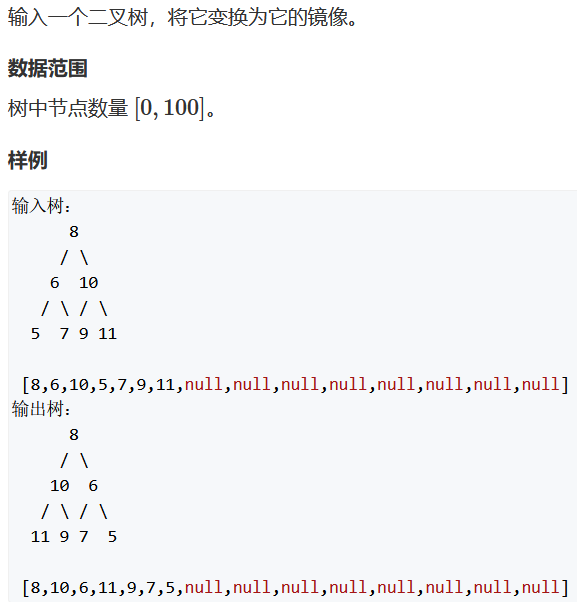 输入一个二叉树，将它变换为它的镜像。
数据范围
树中节点数量 [0, 100]。
样例
输入树：
      8
     / \
    6  10
   / \ / \
  5  7 9 11
 [8,6,10,5,7,9,11,null,null,null,null,null,null,null,null]
输出树：
      8
     / \
    10  6
   / \ / \
  11 9 7  5
 [8,10,6,11,9,7,5,null,null,null,null,null,null,null,null]